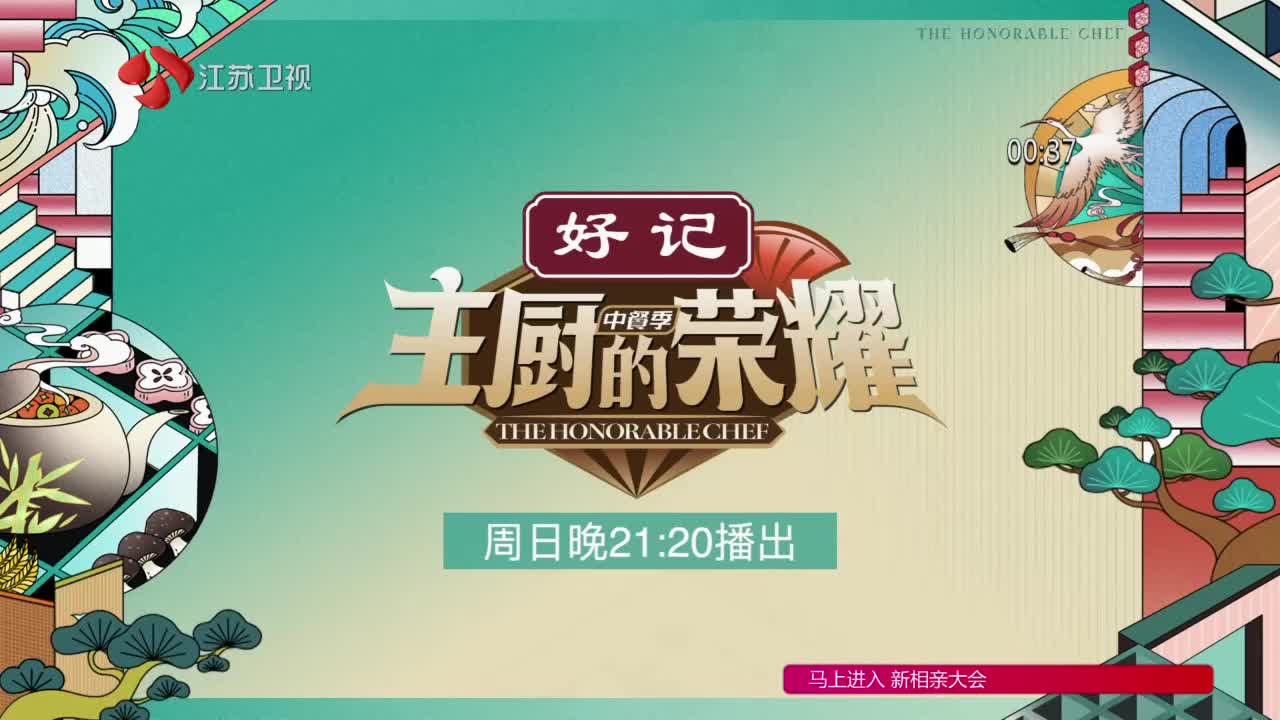 THE HONORABLE CHEF
江苏卫视
00:37
好记
主厨的荣耀
中餐季
THE HONORABLE CHEF
周日晚21:20播出
马上进入 新相亲大会